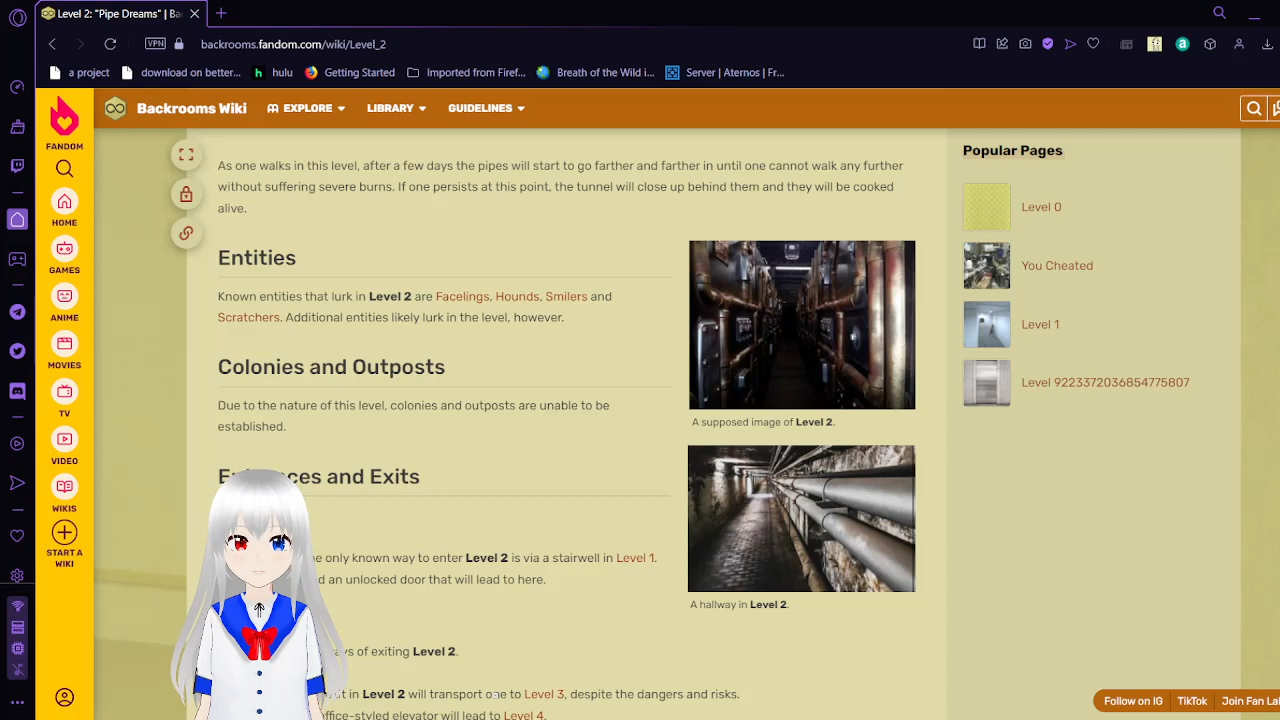 Level 2: "Pipe Dreams" | Ba
VPN
backrooms.fandom.com/wiki/Level_2
a project
download on better...
hulu
Getting Started
Imported from Firef...
Breath of the Wild i...
Server | Aternos | Fr...
FANDOM
HOME
GAMES
ANIME
MOVIES
TV
VIDEO
WIKIS
START A
WIKI
Backrooms Wiki
EXPLORE
LIBRARY
GUIDELINES
As one walks in this level, after a few days the pipes will start to go farther and farther in until one cannot walk any further
without suffering severe burns. If one persists at this point, the tunnel will close up behind them and they will be cooked
alive.
Entities
Known entities that lurk in Level 2 are Facelings, Hounds, Smilers and
Scratchers. Additional entities likely lurk in the level, however.
Colonies and Outposts
Due to the nature of this level, colonies and outposts are unable to be
established.
and Exits
only known way to enter Level 2 is via a stairwell in Level 1.
an unlocked door that will lead to here.
of exiting Level 2.
in Level 2 will transport one to Level 3, despite the dangers and risks.
elevator will lead to Level 4.
A supposed image of Level 2.
A hallway in Level 2.
Popular Pages
Level 0
You Cheated
Level 1
Level 9223372036854775807
Follow on IG
TikTok
Join Fan La